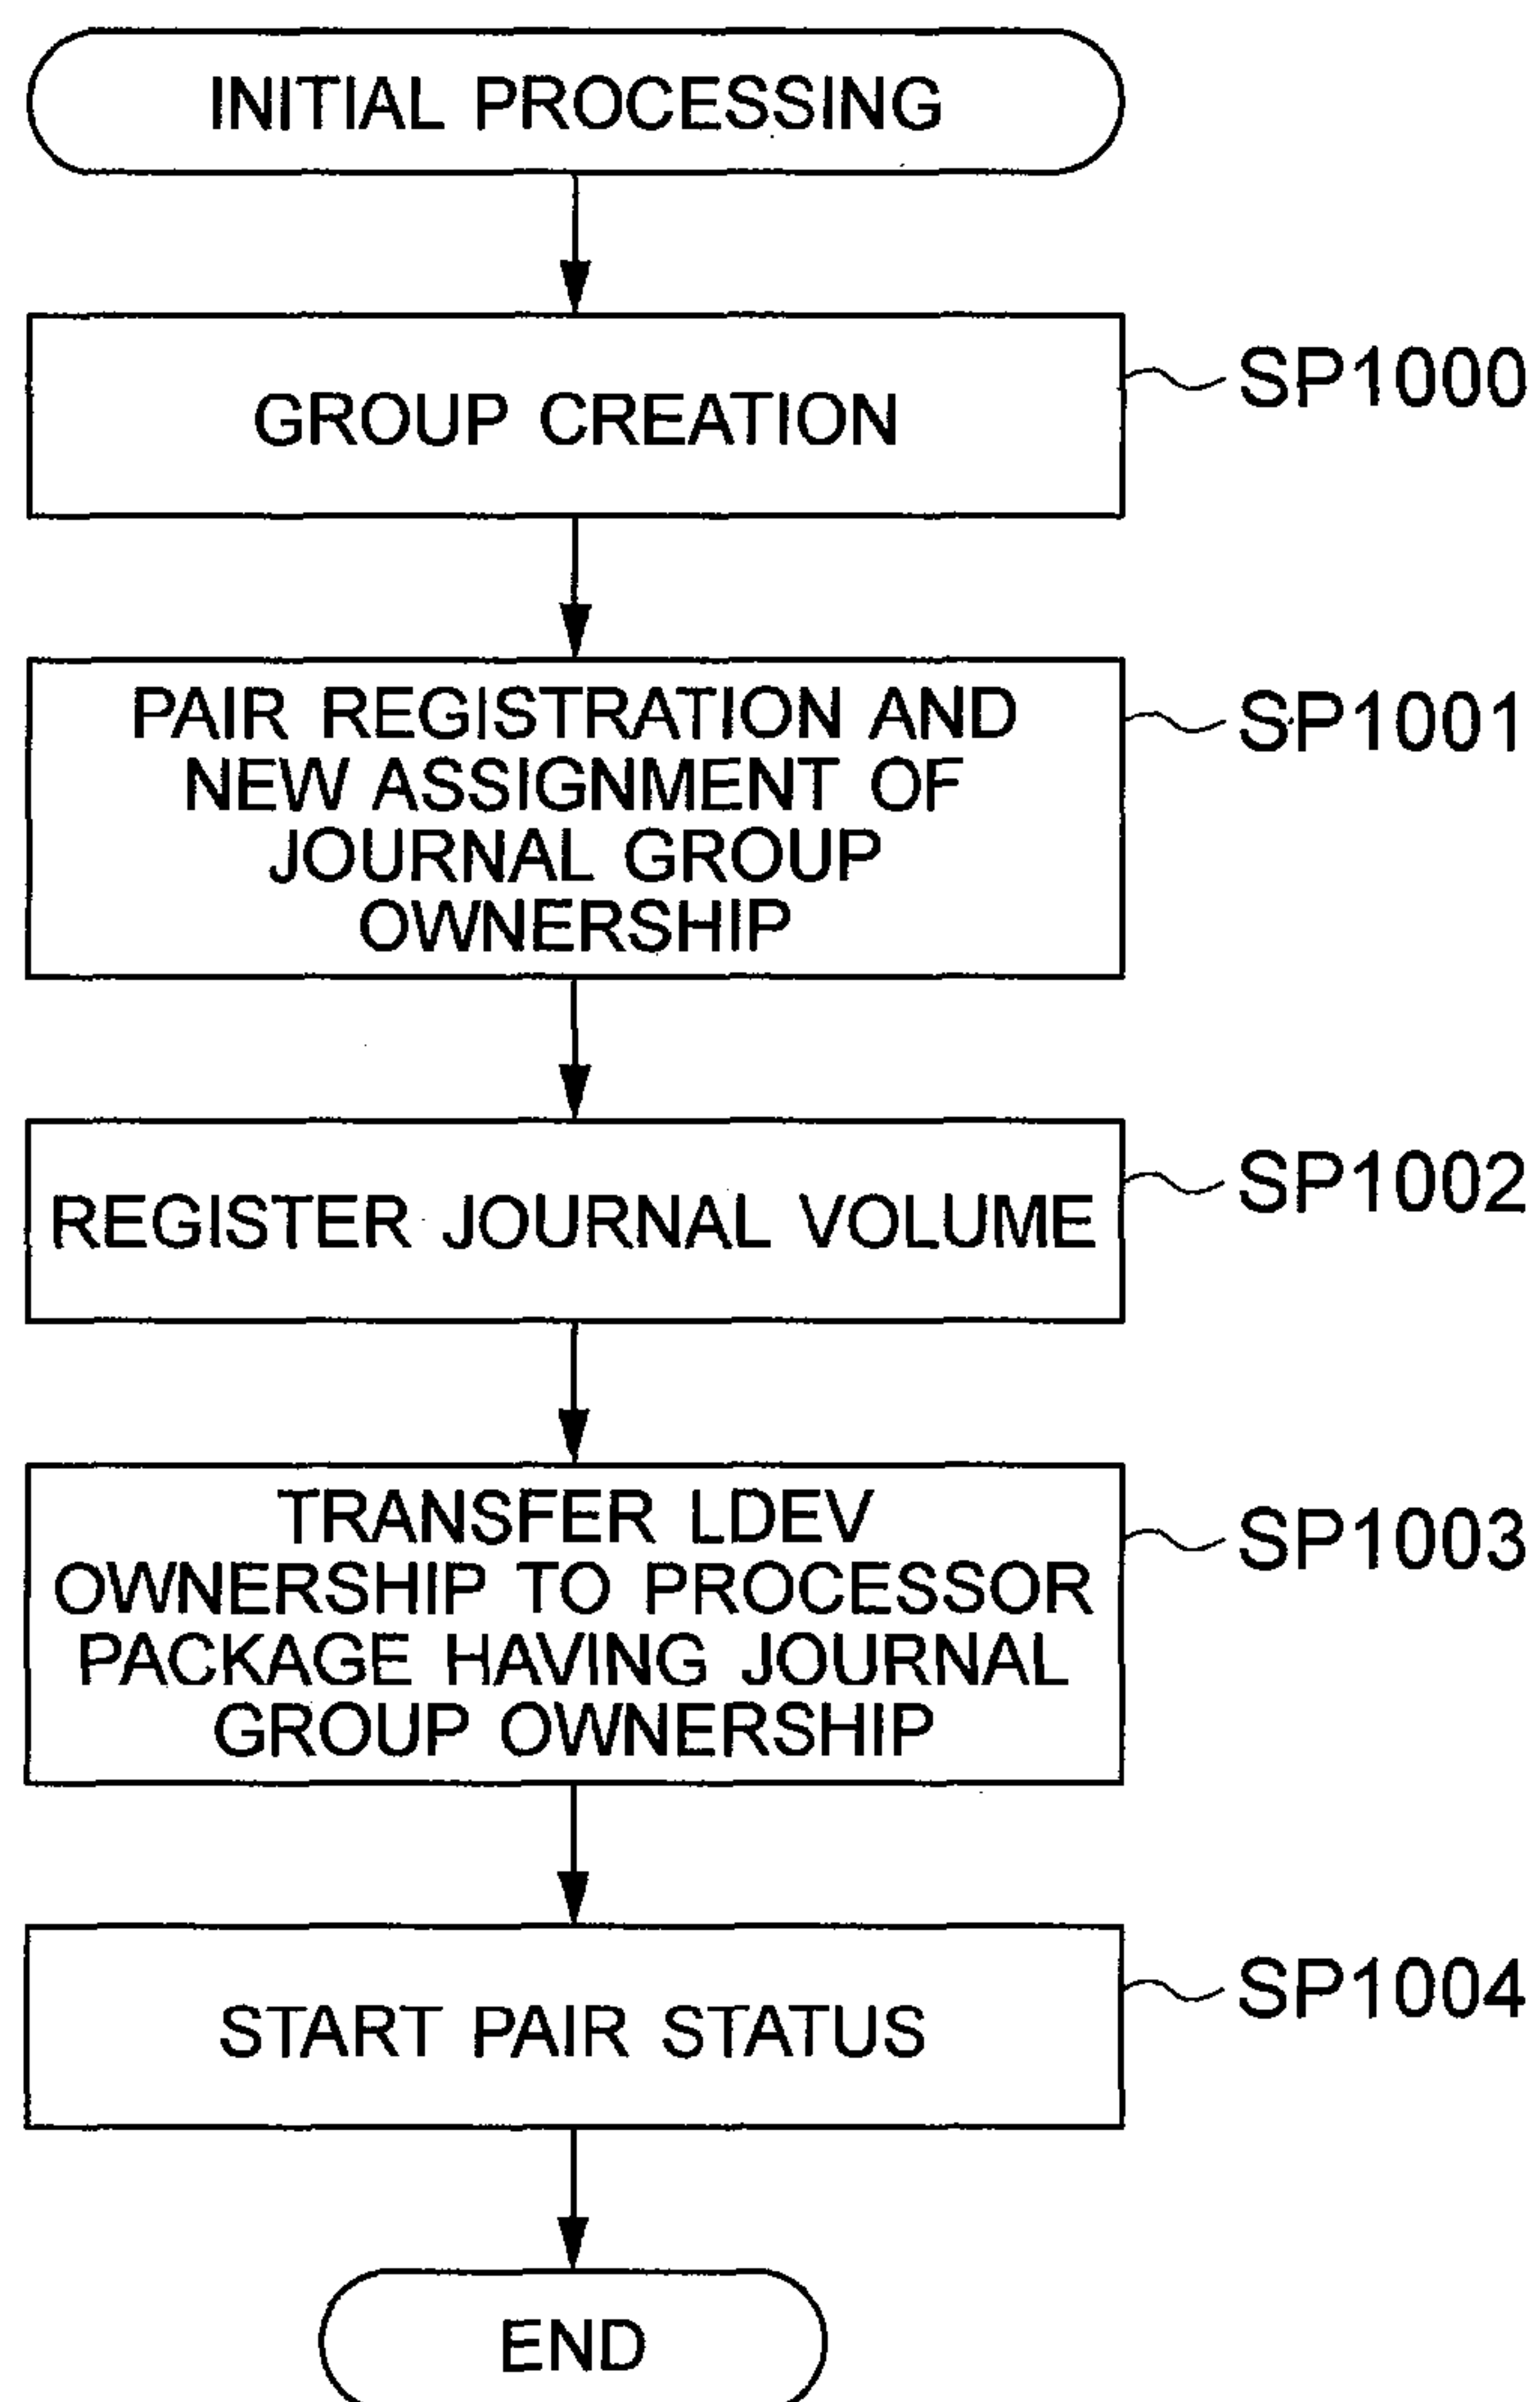 INITIAL PROCESSING
GROUP CREATION
SP1000
PAIR REGISTRATION AND
NEW ASSIGNMENT OF
JOURNAL GROUP
OWNERSHIP
SP1001
REGISTER JOURNAL VOLUME
SP1002
TRANSFER LDEV
OWNERSHIP TO PROCESSOR
PACKAGE HAVING JOURNAL
GROUP OWNERSHIP
SP1003
START PAIR STATUS
SP1004
END